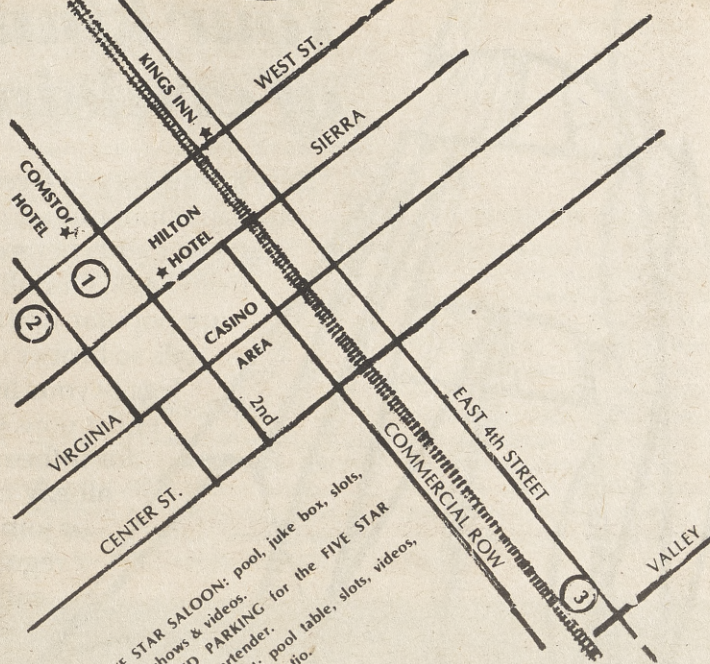 KINGS INN
WEST ST.
SIERRA
COMSTO
HOTEL
HILTON
HOTEL
1
2
CASINO
AREA
2nd
VIRGINIA
CENTER ST.
EAST 4th STREET
COMMERCIAL ROW
3
VALLEY
STAR SALOON: pool, juke box, slots,
shows & videos.
PARKING for the FIVE STAR
pool table, slots, videos,